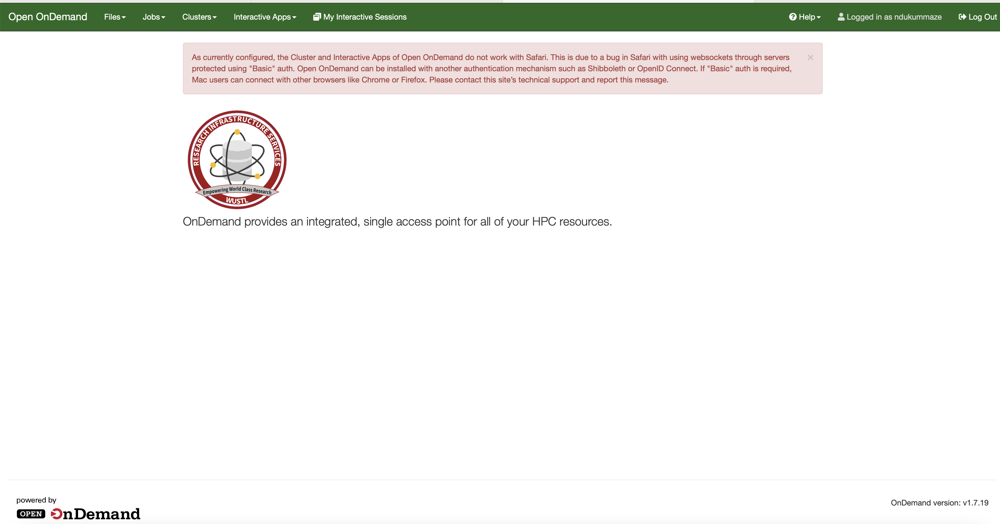 Open OnDemand Files Jobs Clusters Interactive Apps My Interactive Sessions Help Logged in as ndukummaze Log Out
As currently configured, the Cluster and Interactive Apps of Open OnDemand do not work with Safari. This is due to a bug in Safari with using websockets through servers
protected using "Basic" auth. Open OnDemand can be installed with another authentication mechanism such as Shibboleth or OpenID Connect. If "Basic" auth is required,
Mac users can connect with other browsers like Chrome or Firefox. Please contact this site’s technical support and report this message.
×
RESEARCH INFRASTRUCTURE SERVICES
Empowering World Class Research
WUSTL
OnDemand provides an integrated, single access point for all of your HPC resources.
powered by
OPEN OnDemand
OnDemand version: v1.7.19